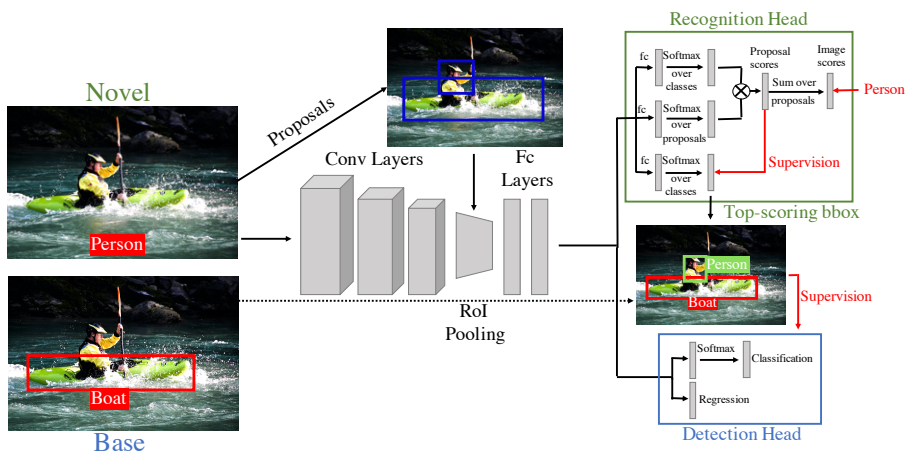 Novel
Person
Boat
Base
Proposals
Conv Layers
Fc
Layers
RoI
Pooling
Recognition Head
fc
Softmax
over
classes
fc
Softmax
over
proposals
fc
Softmax
over
classes
Proposal
scores
Sum over
proposals
Image
scores
Person
Supervision
Top-scoring bbox
Person
Boat
Supervision
Softmax
Classification
Regression
Detection Head